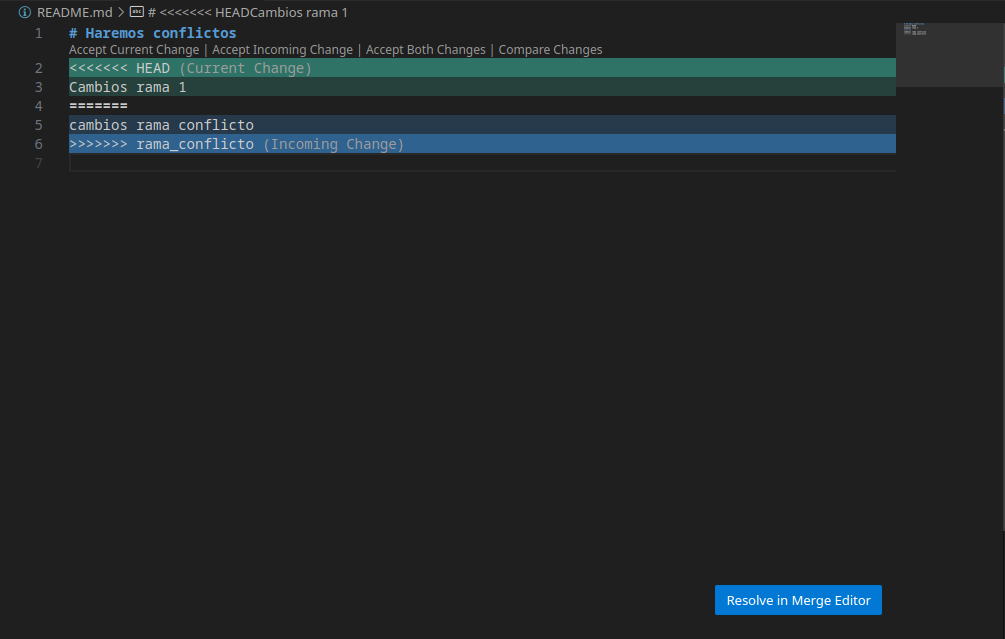 README.md > # <<<<<<< HEADCambios rama 1
1 # Haremos conflictos
Accept Current Change | Accept Incoming Change | Accept Both Changes | Compare Changes
2 <<<<<<< HEAD (Current Change)
3 Cambios rama 1
4 =======
5 cambios rama conflicto
6 >>>>>>> rama_conflicto (Incoming Change)
7
Resolve in Merge Editor